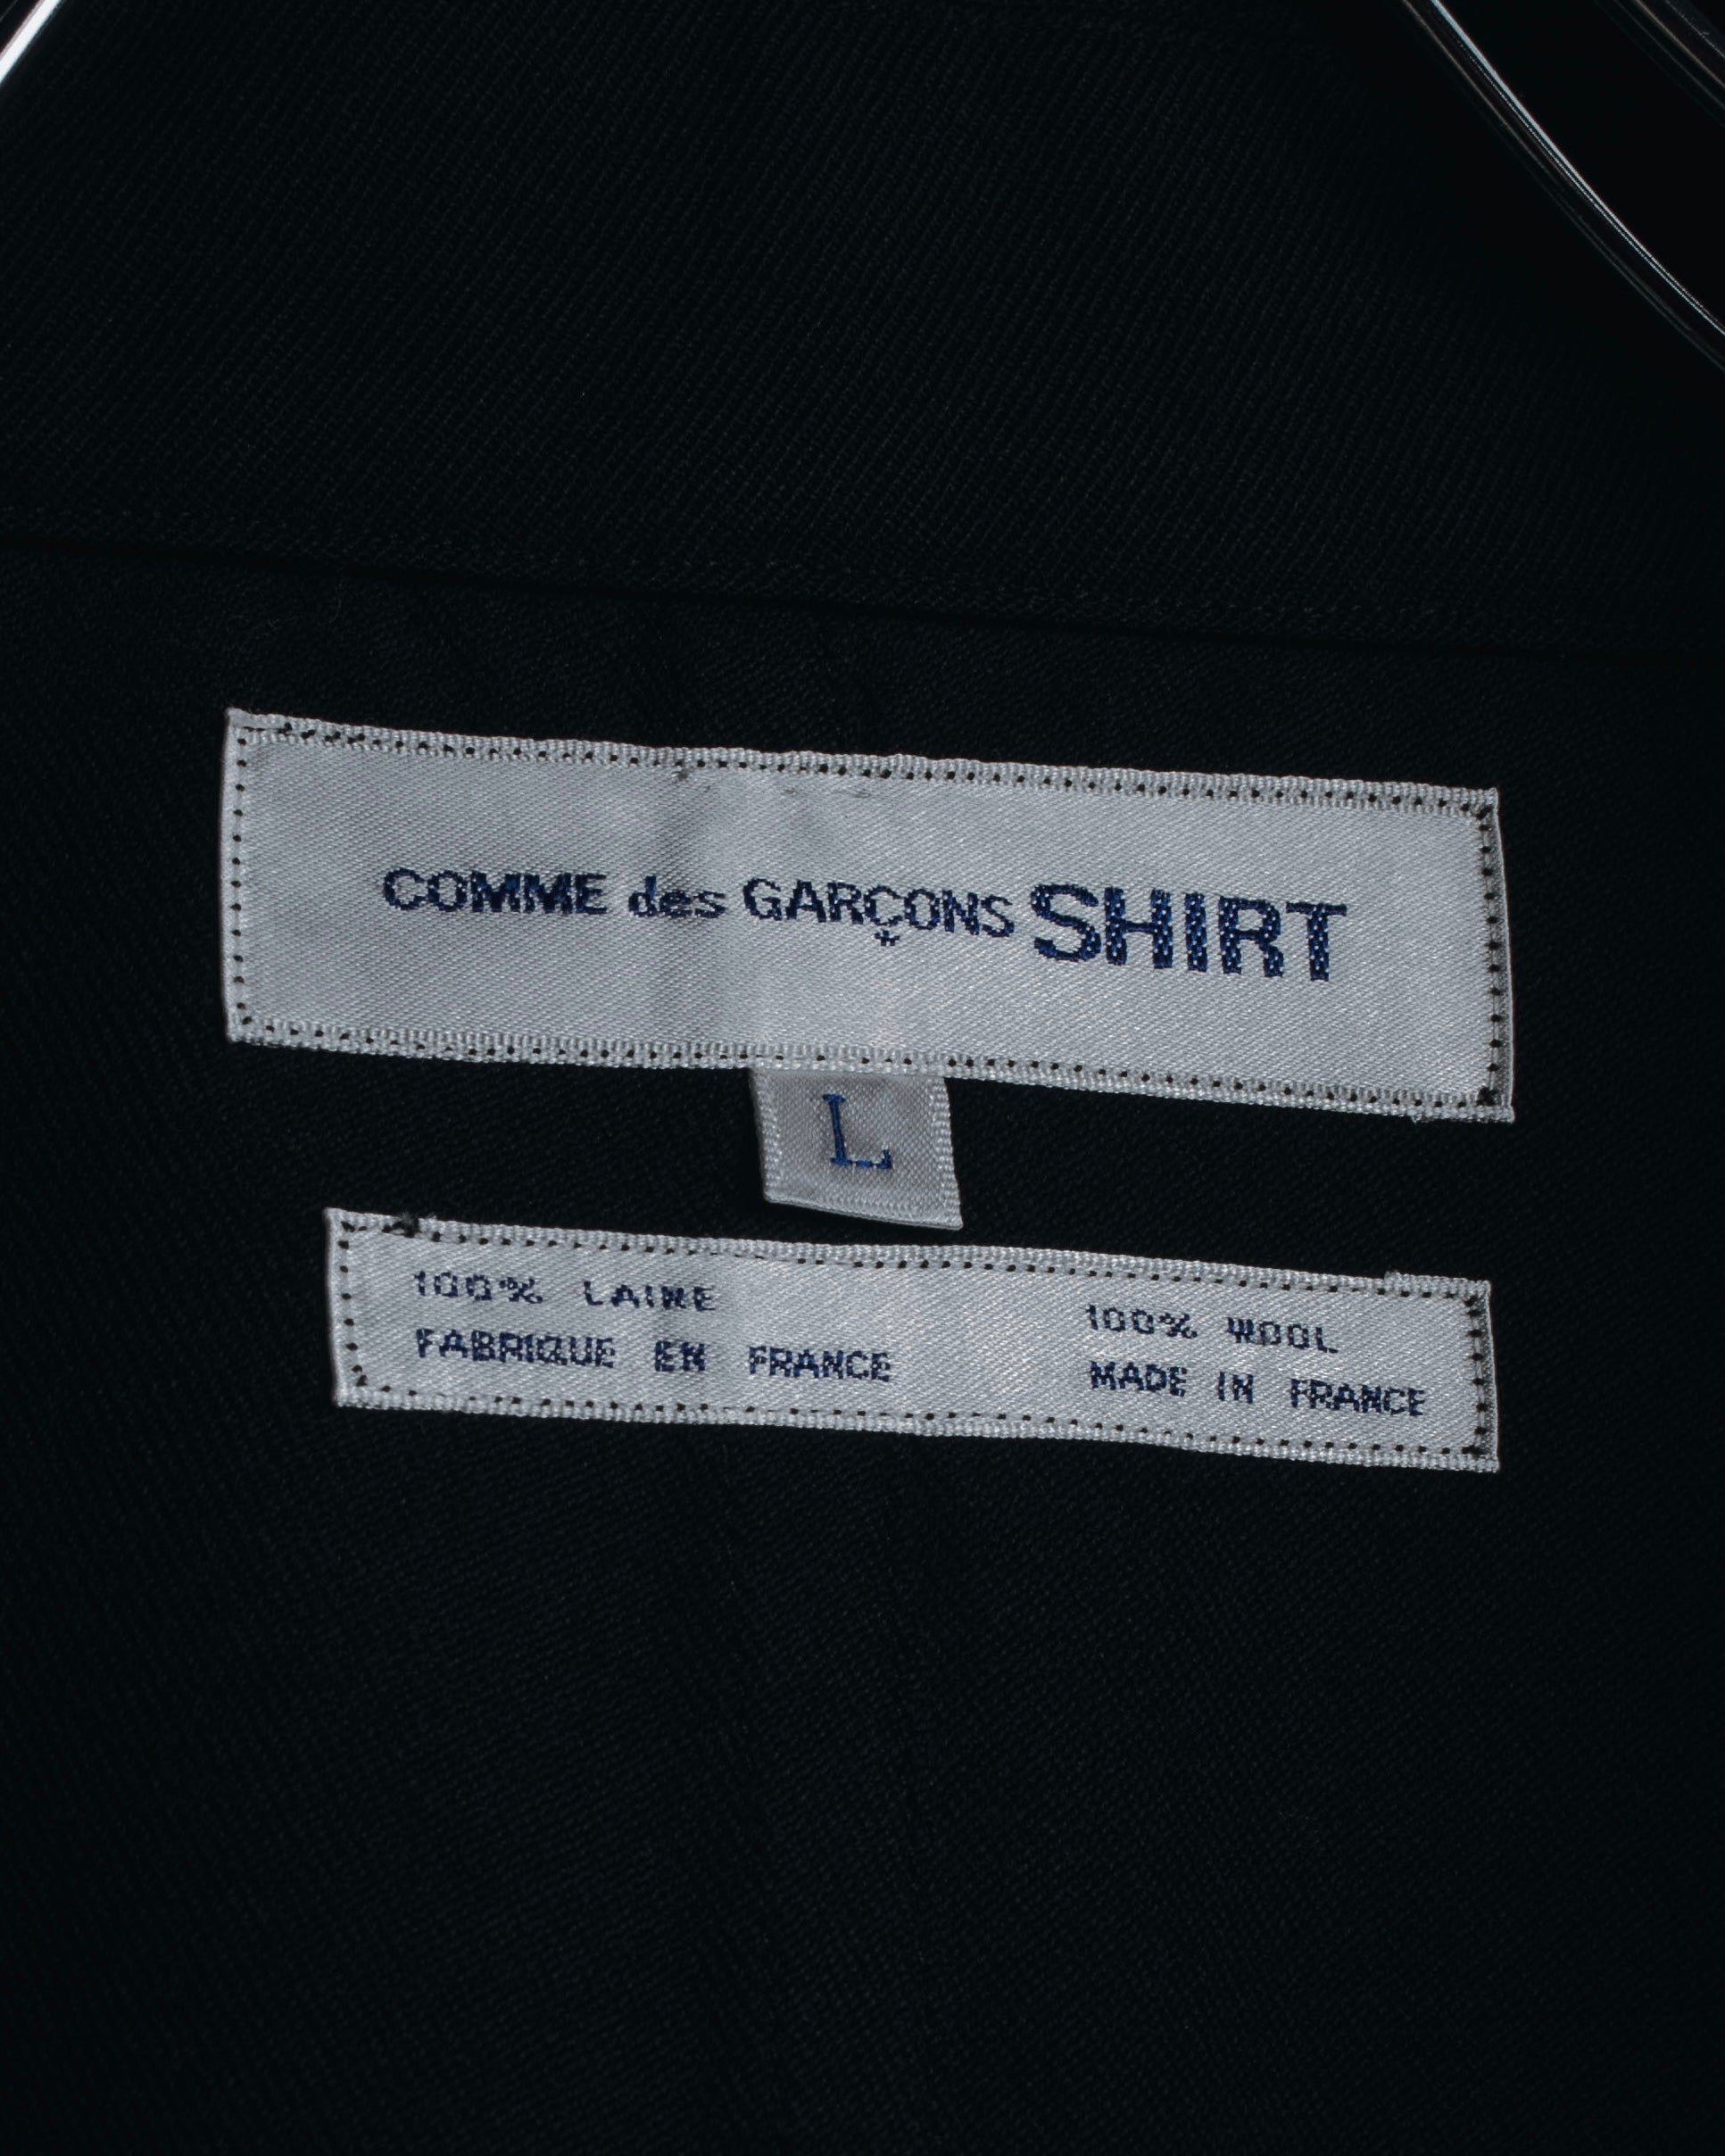 COMME des GARÇONS SHIRT
L
100% LAINE
FABRIQUE EN FRANCE
100% WOOL
MADE IN FRANCE